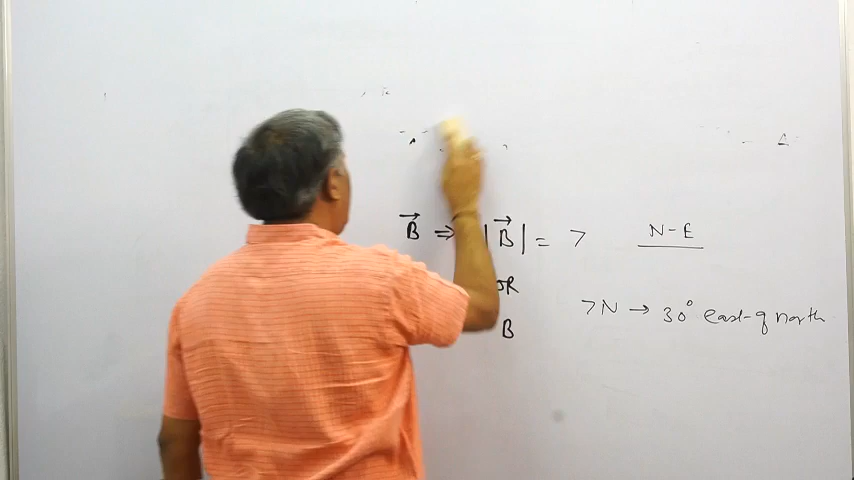 B⃗ ⇒ |B⃗| = 7 N-E
OR
7N → 30° east of north
B